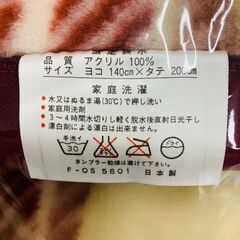 アクリル 100%
サイズ ヨコ 140cm×タテ 200cm
家庭洗濯
●水又はぬるま湯(30℃)で押し洗い
●家庭用洗剤
●3〜4時間水切りし軽く脱水後直射日光干し
●漂白剤による漂白は出来ません。
手洗イ 30
ドライ
タンブラー乾燥は避けて下さい。
F-OS 5601 日本製